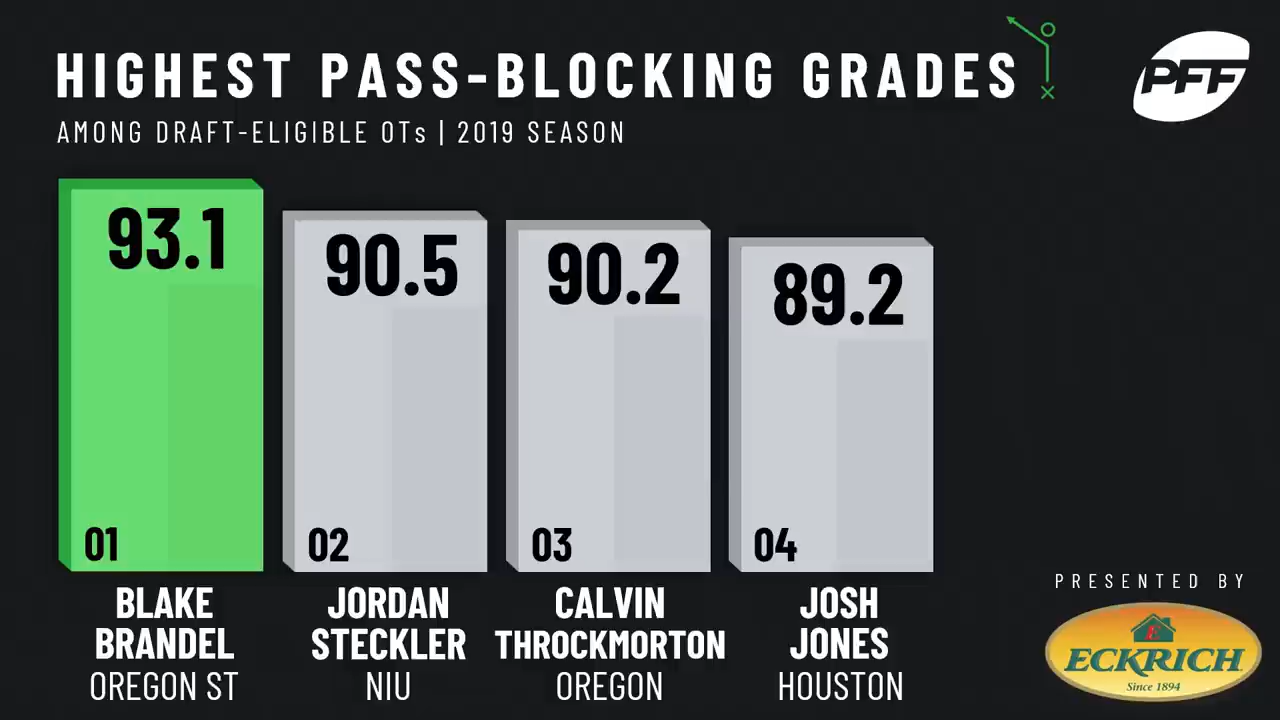 HIGHEST PASS-BLOCKING GRADES
PFF
AMONG DRAFT-ELIGIBLE OTs | 2019 SEASON
93.1
90.5
90.2
89.2
01
02
03
04
BLAKE
BRANDEL
OREGON ST
JORDAN
STECKLER
NIU
CALVIN
THROCKMORTON
OREGON
JOSH
JONES
HOUSTON
PRESENTED BY
E
ECKRICH
Since 1894